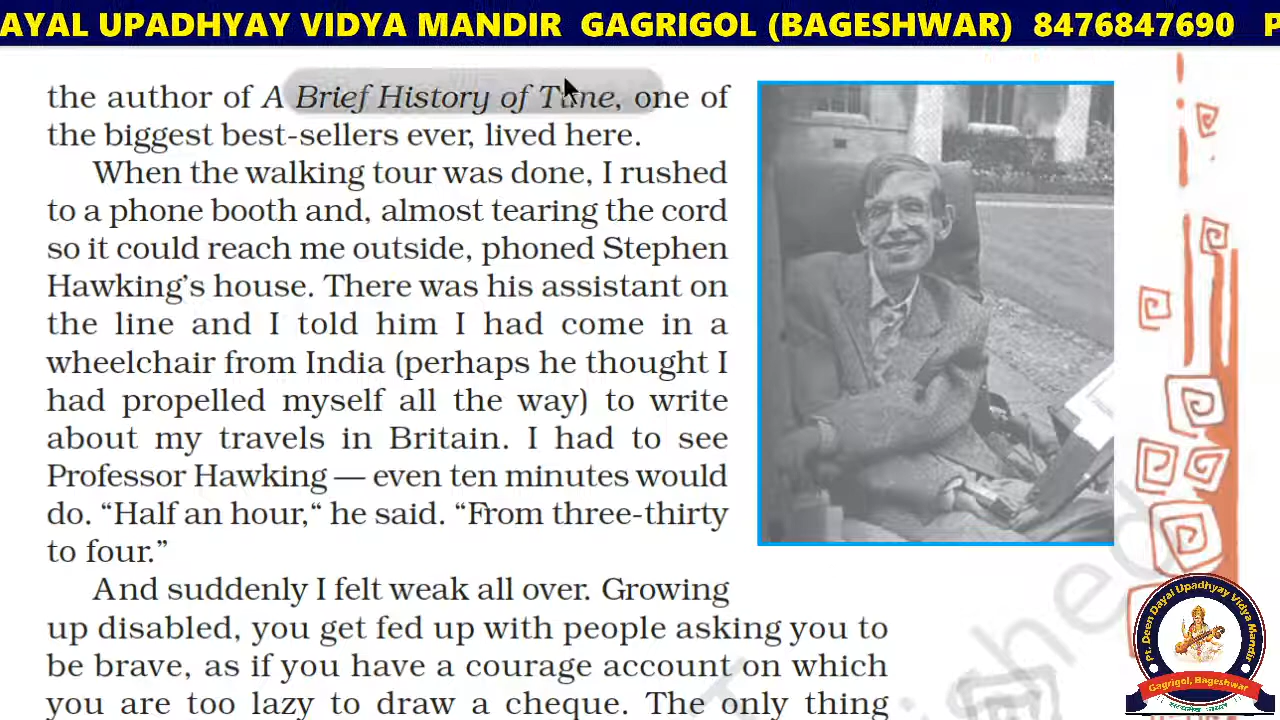 AYAL UPADHYAY VIDYA MANDIR GAGRIGOL (BAGESHWAR) 8476847690 P
the author of A Brief History of Time, one of
the biggest best-sellers ever, lived here.
When the walking tour was done, I rushed
to a phone booth and, almost tearing the cord
so it could reach me outside, phoned Stephen
Hawking’s house. There was his assistant on
the line and I told him I had come in a
wheelchair from India (perhaps he thought I
had propelled myself all the way) to write
about my travels in Britain. I had to see
Professor Hawking — even ten minutes would
do. “Half an hour,“ he said. “From three-thirty
to four.”
And suddenly I felt weak all over. Growing
up disabled, you get fed up with people asking you to
be brave, as if you have a courage account on which
you are too lazy to draw a cheque. The only thing
Pt. Deen Dayal Upadhyay Vidya Mandir
Gagrigol, Bageshwar